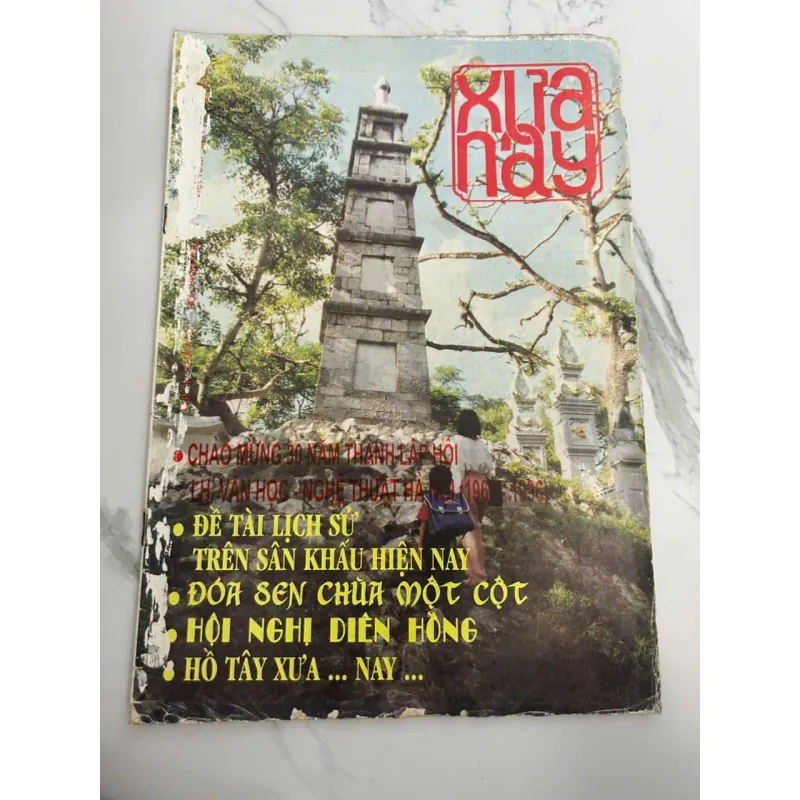 XƯA
NAY
• CHÀO MỪNG 30 NĂM THÀNH LẬP HỘI
LH. VĂN HỌC - NGHỆ THUẬT HÀ
• ĐỀ TÀI LỊCH SỬ
TRÊN SÂN KHẤU HIỆN NAY
• ĐÓA SEN CHÙA MỘT CỘT
• HỘI NGHỊ DIÊN HỒNG
• HỒ TÂY XƯA ... NAY ...